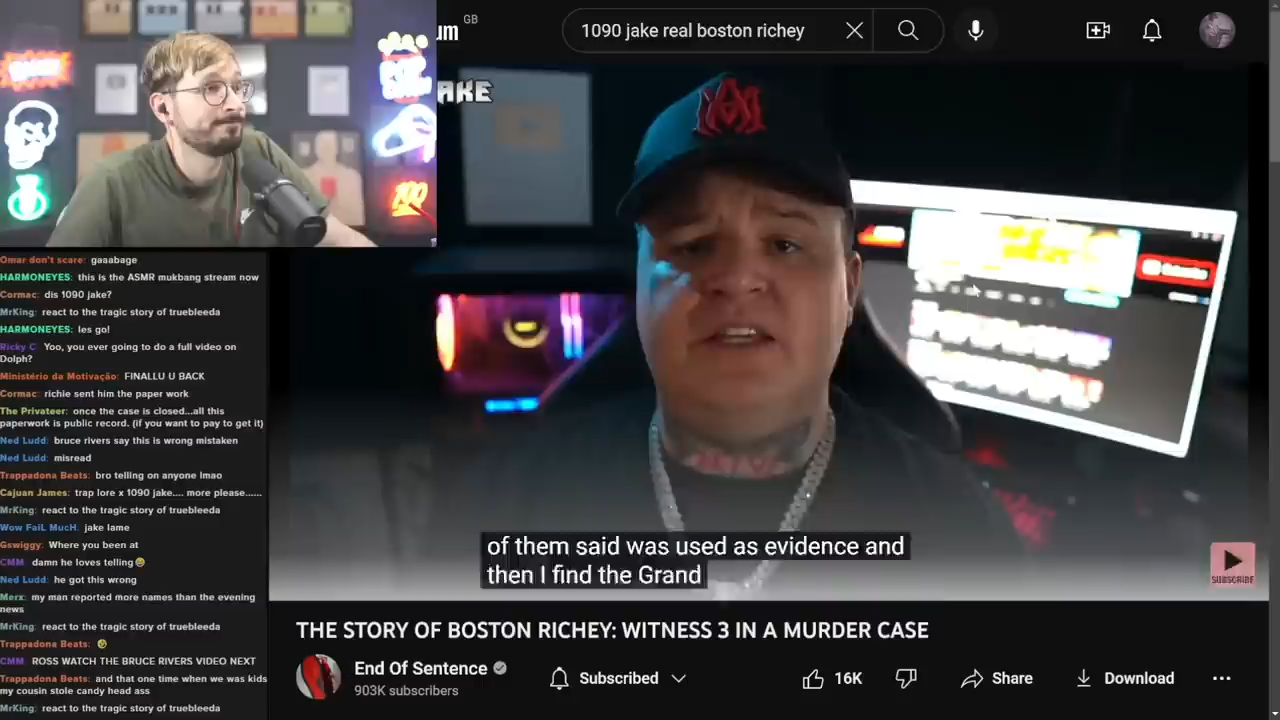 um GB
1090 jake real boston richey
AKE
100
Omar don't scare: gaaabage
HARMONEYES: this is the ASMR mukbang stream now
Cormac: dis 1090 jake?
MrKing: react to the tragic story of truebleeda
HARMONEYES: les go!
Ricky C Yoo, you ever going to do a full video on
Dolph?
Ministério da Motivação: FINALLU U BACK
Cormac: richie sent him the paper work
The Privateer: once the case is closed...all this
paperwork is public record. (if you want to pay to get it)
Ned Ludd: bruce rivers say this is wrong mistaken
Ned Ludd: misread
Trappadona Beats: bro telling on anyone lmao
Cajuan James: trap lore x 1090 jake.... more please......
MrKing: react to the tragic story of truebleeda
Wow FaiL MucH. jake lame
Gswiggy: Where you been at
CMM damn he loves telling😂
Ned Ludd: he got this wrong
Merx: my man reported more names than the evening
news
MrKing: react to the tragic story of truebleeda
Trappadona Beats: 🤣
CMM ROSS WATCH THE BRUCE RIVERS VIDEO NEXT
Trappadona Beats: and that one time when we was kids
my cousin stole candy head ass
MrKing: react to the tragic story of truebleeda
of them said was used as evidence and
then I find the Grand
SUBSCRIBE
THE STORY OF BOSTON RICHEY: WITNESS 3 IN A MURDER CASE
End Of Sentence
903K subscribers
Subscribed
16K
Share
Download